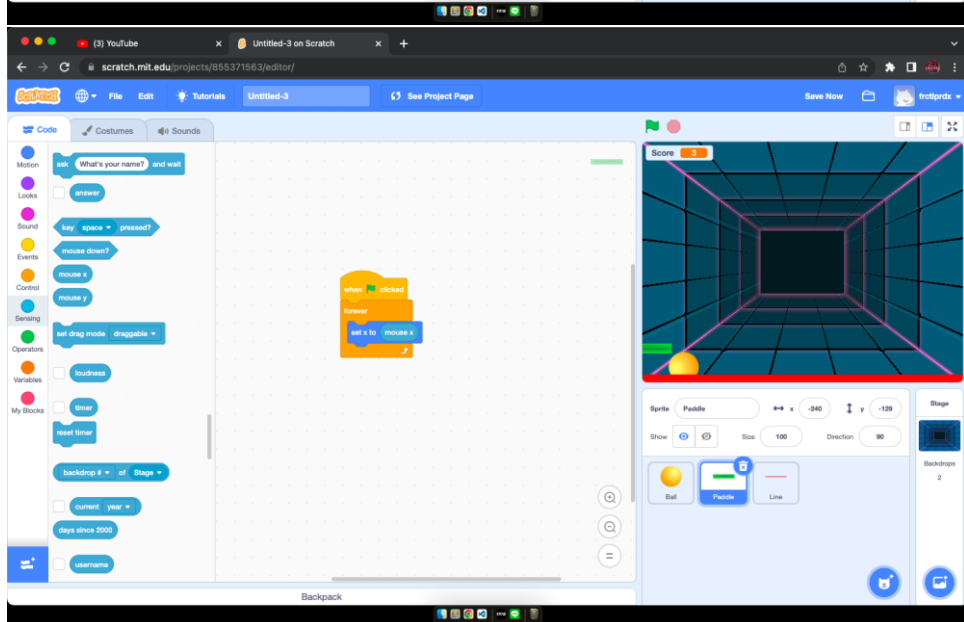 (3) YouTube
Untitled-3 on Scratch
scratch.mit.edu/projects/855371563/editor/
SCRATCH File Edit Tutorials Untitled-3 See Project Page Save Now frctlprdx
Code Costumes Sounds
Motion
Looks
Sound
Events
Control
Sensing
Operators
Variables
My Blocks
ask What's your name? and wait
answer
key space pressed?
mouse down?
mouse x
mouse y
set drag mode draggable
loudness
timer
reset timer
backdrop # of Stage
current year
days since 2000
username
when clicked
forever
set x to mouse x
Score 3
Sprite Paddle x -240 y -139
Show Size 100 Direction 90
Ball
Paddle
Line
Stage
Backdrops
2
Backpack